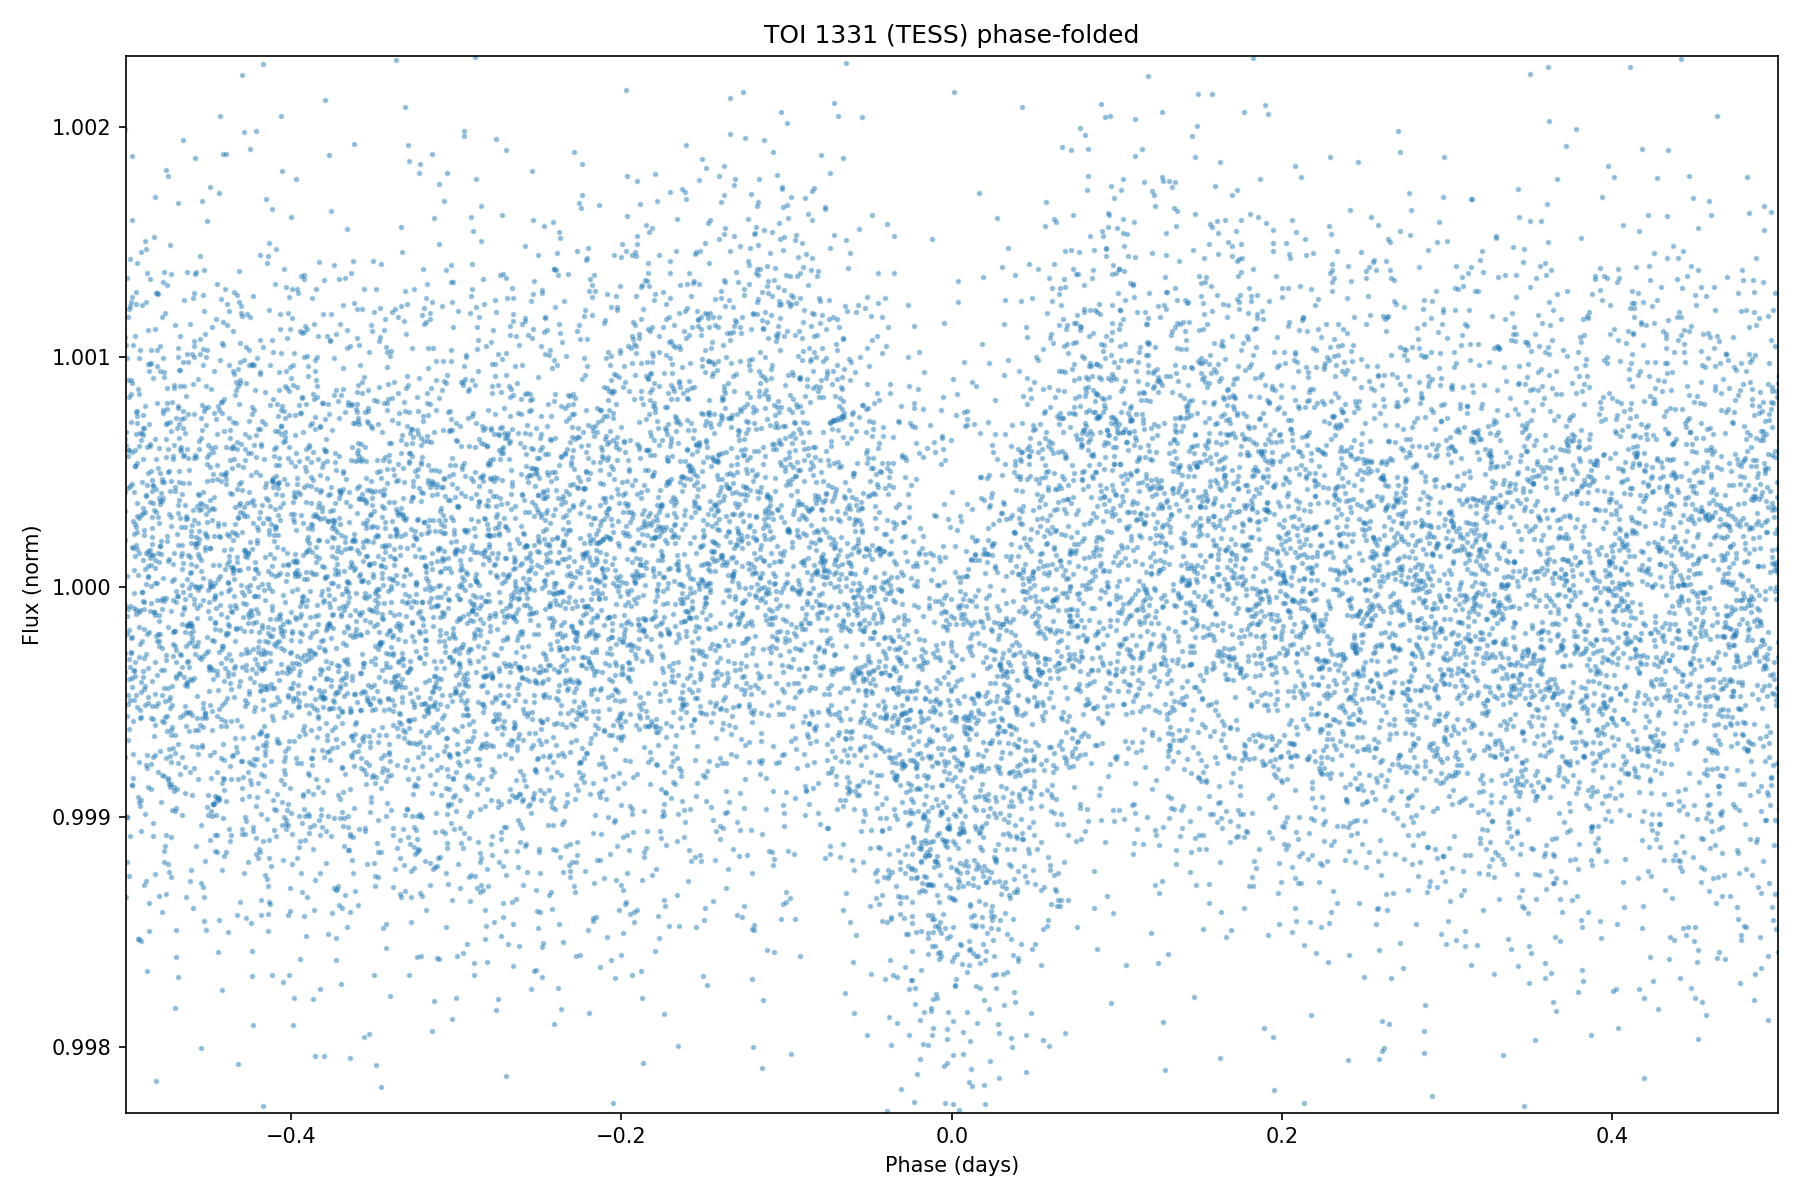 TOI 1331 (TESS) phase-folded
1.002
1.001
1.000
0.999
0.998
Flux (norm)
−0.4 −0.2 0.0 0.2 0.4
Phase (days)